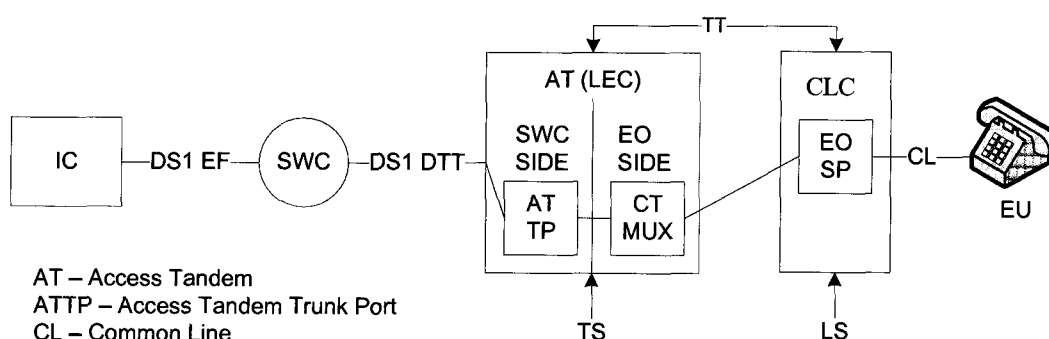 TT
AT (LEC)
CLC
SWC SIDE
EO SIDE
IC
DS1 EF
SWC
DS1 DTT
AT TP
CT MUX
EO SP
CL
EU
AT – Access Tandem
ATTP – Access Tandem Trunk Port
CL – Common Line
TS
LS